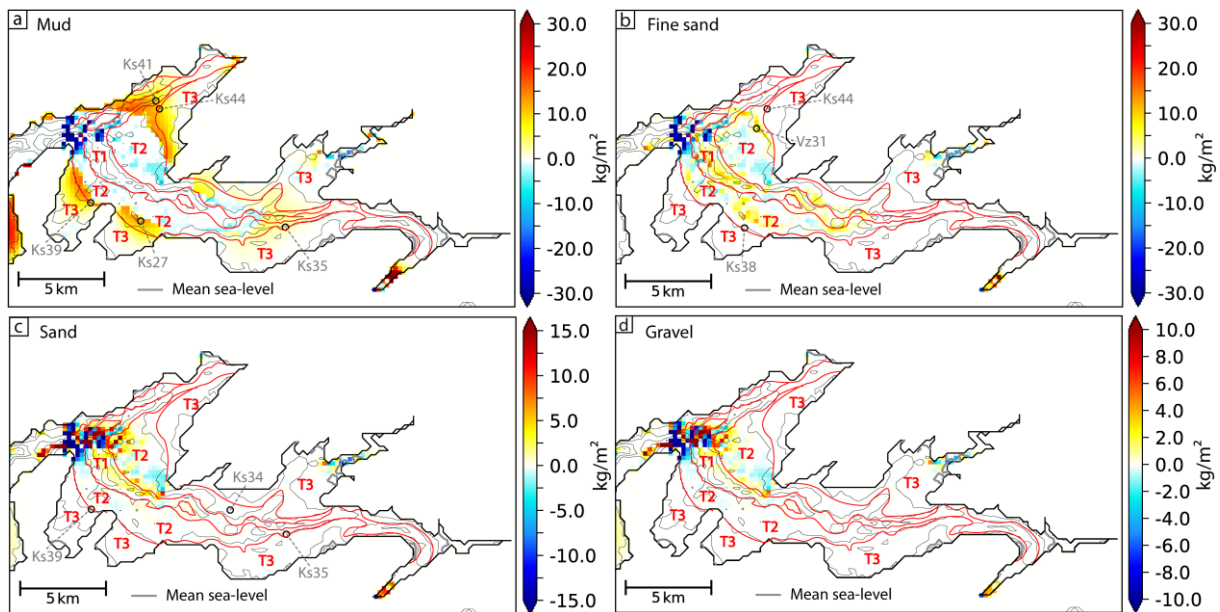 a Mud
Ks41
T3
Ks44
T1
T2
T2
T3
T2
T3
T3
T3
Ks39
Ks27
Ks35
5 km
Mean sea-level
30.0
20.0
10.0
0.0
-10.0
-20.0
-30.0
kg/m²
b Fine sand
T3
Ks44
T2
Vz31
T1
T2
T3
T3
T2
T3
T3
Ks38
5 km
Mean sea-level
30.0
20.0
10.0
0.0
-10.0
-20.0
-30.0
kg/m²
c Sand
T3
T2
T1
T2
Ks34
T3
T3
T2
T3
T3
Ks39
Ks35
5 km
Mean sea-level
15.0
10.0
5.0
0.0
-5.0
-10.0
-15.0
kg/m²
d Gravel
T3
T2
T1
T2
T3
T3
T2
T3
T3
5 km
Mean sea-level
10.0
8.0
6.0
4.0
2.0
0.0
-2.0
-4.0
-6.0
-8.0
-10.0
kg/m²